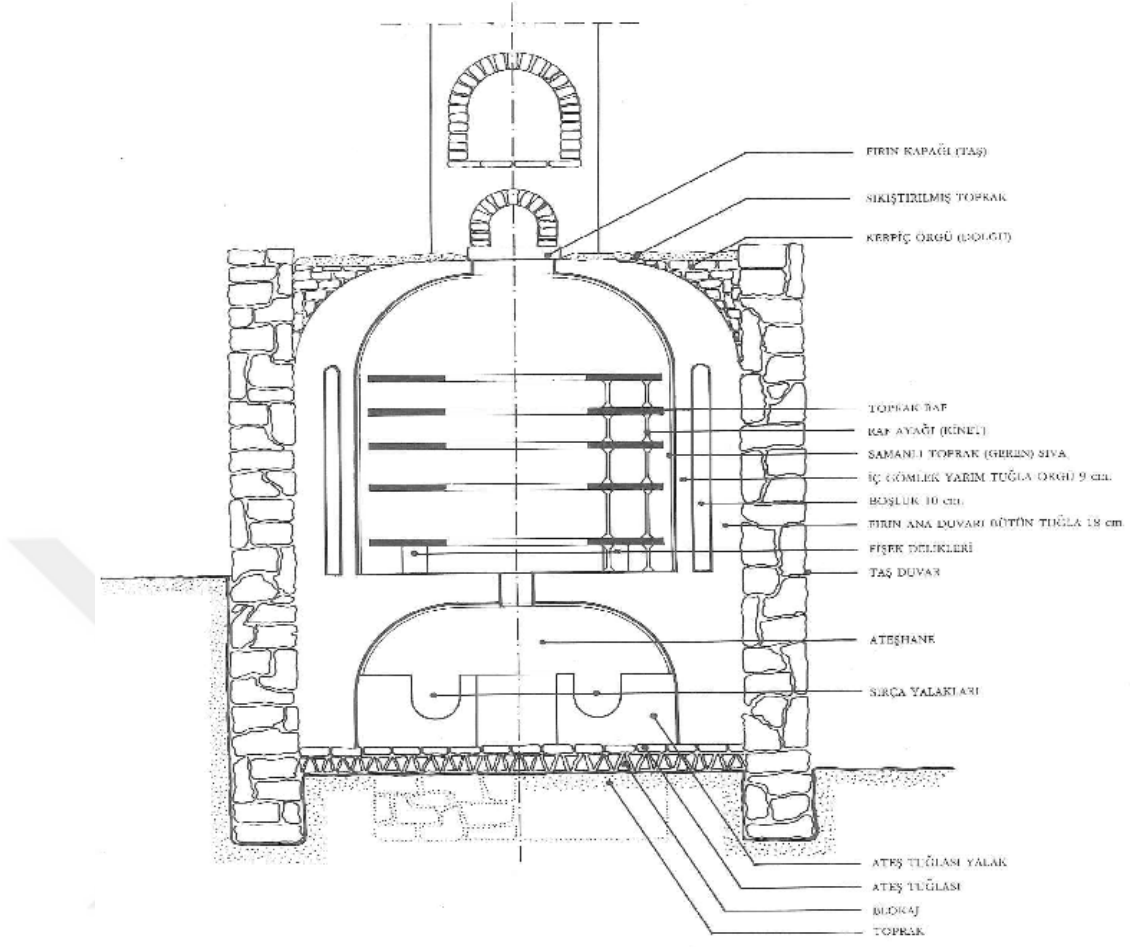 FIRIN KAPAĞI (TAŞ)
SIKIŞTIRILMIŞ TOPRAK
KERPİÇ ÖRGÜ (DOLGU)
TOPRAK RAF
RAF AYAĞI (KİNET)
SAMANLI TOPRAK (GEREN) SIVA
İÇ GÖMLEK YARIM TUĞLA ÖRGÜ 9 cm.
BOŞLUK 10 cm.
FIRIN ANA DUVARI BÜTÜN TUĞLA 18 cm
FİŞEK DELİKLERİ
TAŞ DUVAR
ATEŞHANE
SIRÇA YALAKLARI
ATEŞ TUĞLASI YALAK
ATEŞ TUĞLASI
BLOKAJ
TOPRAK